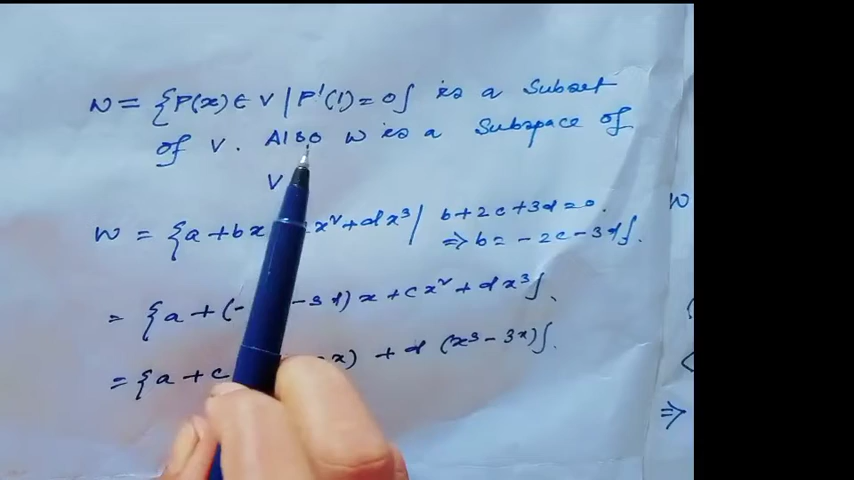 W = {P(x) ∈ V | P'(1) = 0} is a Subset
of V. Also W is a Subspace of
V
W = {a + bx x² + dx³ | b + 2c + 3d = 0.
⇒ b = -2c - 3d}.
= {a + (- - 3d) x + cx² + dx³}.
= {a + c x) + d (x³ - 3x)}.
W
⇒